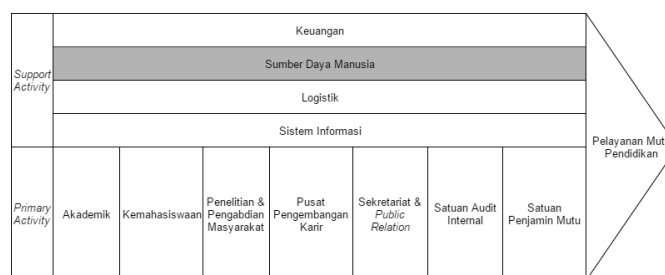 Keuangan
Support
Activity
Sumber Daya Manusia
Logistik
Sistem Informasi
Pelayanan Mut
Pendidikan
Primary
Activity
Akademik
Kemahasiswaan
Penelitian &
Pengabdian
Masyarakat
Pusat
Pengembangan
Karir
Sekretariat &
Public
Relation
Satuan Audit
Internal
Satuan
Penjamin Mutu